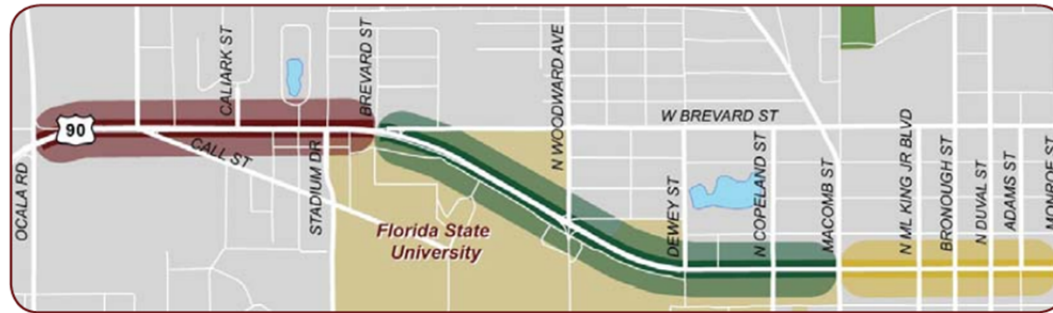 OCALA RD
90
CALIARK ST
CALL ST
STADIUM DR
BREVARD ST
Florida State
University
N WOODWARD AVE
W BREVARD ST
DEWEY ST
N COPELAND ST
MACOMB ST
N ML KING JR BLVD
BRONOUGH ST
N DUVAL ST
ADAMS ST
MONROE ST